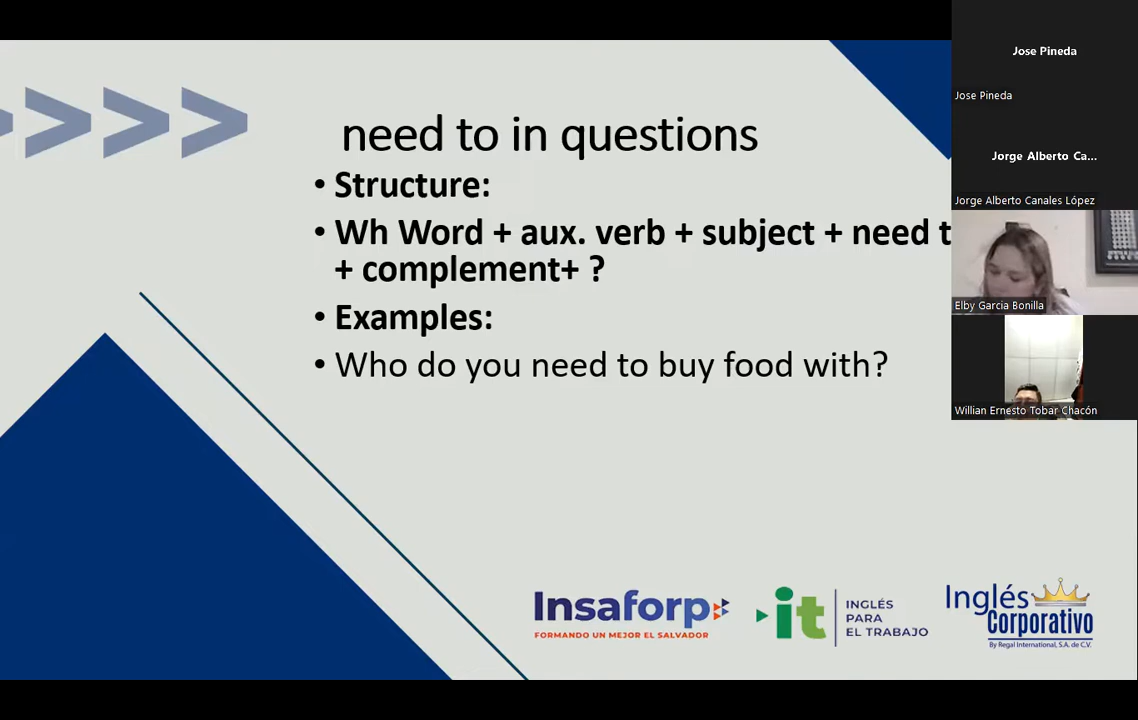 need to in questions
• Structure:
• Wh Word + aux. verb + subject + need t
+ complement+ ?
• Examples:
• Who do you need to buy food with?
Insaforp
FORMANDO UN MEJOR EL SALVADOR
it
INGLÉS
PARA
EL TRABAJO
Inglés
Corporativo
By Regal International, S.A. de C.V.
Jose Pineda
Jose Pineda
Jorge Alberto Ca...
Jorge Alberto Canales López
Elby Garcia Bonilla
Willian Ernesto Tobar Chacón